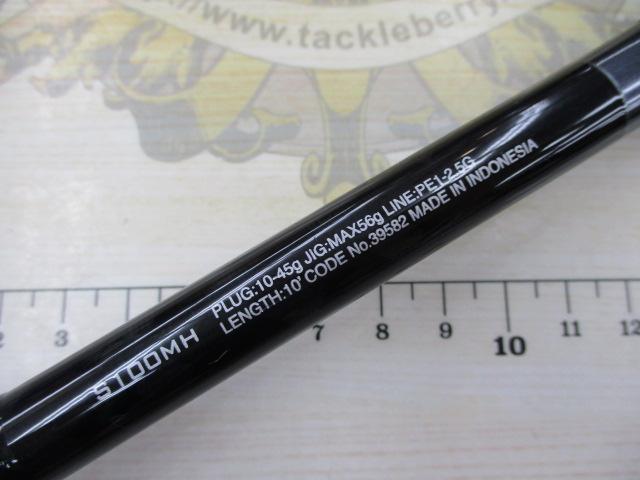 ://www.tackleberry
S100MH
PLUG:10-45g JIG:MAX56g LINE:PE1-2.5G
LENGTH:10' CODE No.39582 MADE IN INDONESIA
2 3 7 8 9 10 11 12